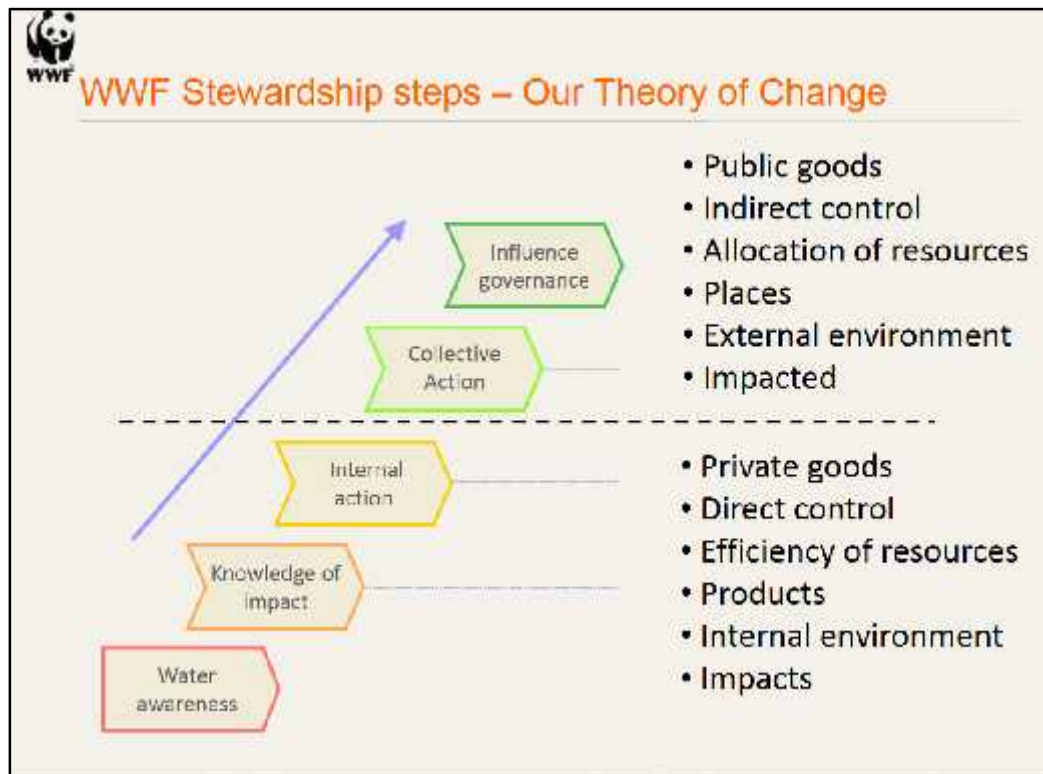 WWF
WWF Stewardship steps – Our Theory of Change
• Public goods
• Indirect control
• Allocation of resources
• Places
• External environment
• Impacted
Influence
governance
Collective
Action
Internal
action
Knowledge of
impact
Water
awareness
• Private goods
• Direct control
• Efficiency of resources
• Products
• Internal environment
• Impacts